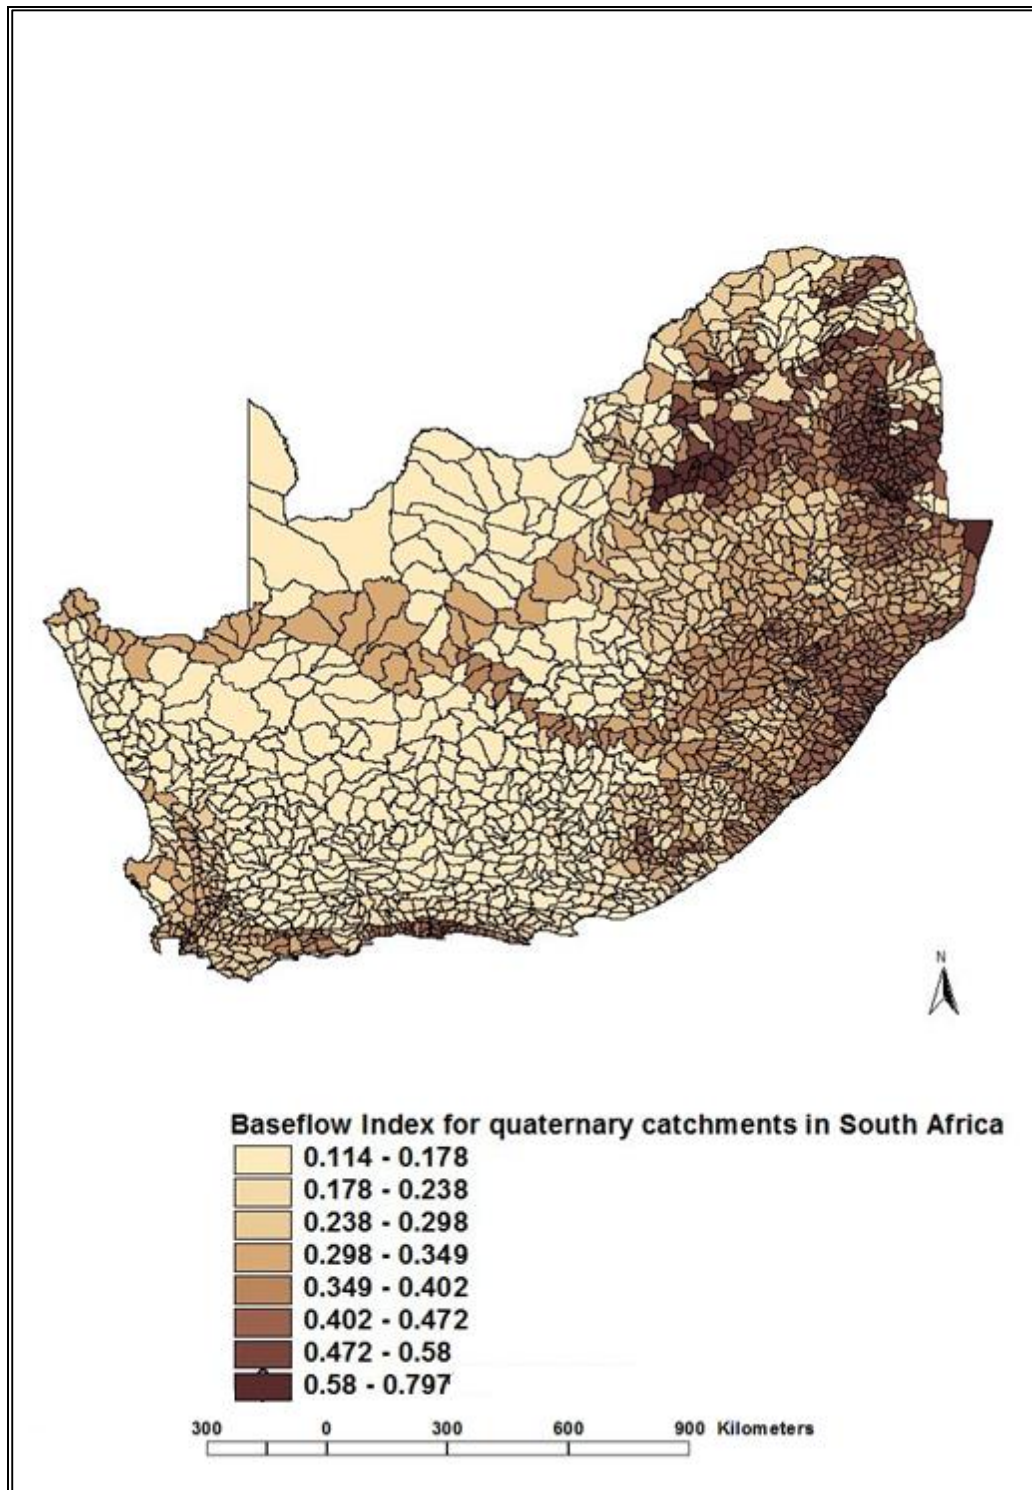 N
Baseflow Index for quaternary catchments in South Africa
0.114 - 0.178
0.178 - 0.238
0.238 - 0.298
0.298 - 0.349
0.349 - 0.402
0.402 - 0.472
0.472 - 0.58
0.58 - 0.797
300 0 300 600 900 Kilometers